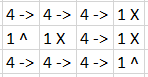 4 -> 4 -> 4 -> 1 X
1 ^ 1 X 4 -> 1 X
4 -> 4 -> 4 -> 1 ^